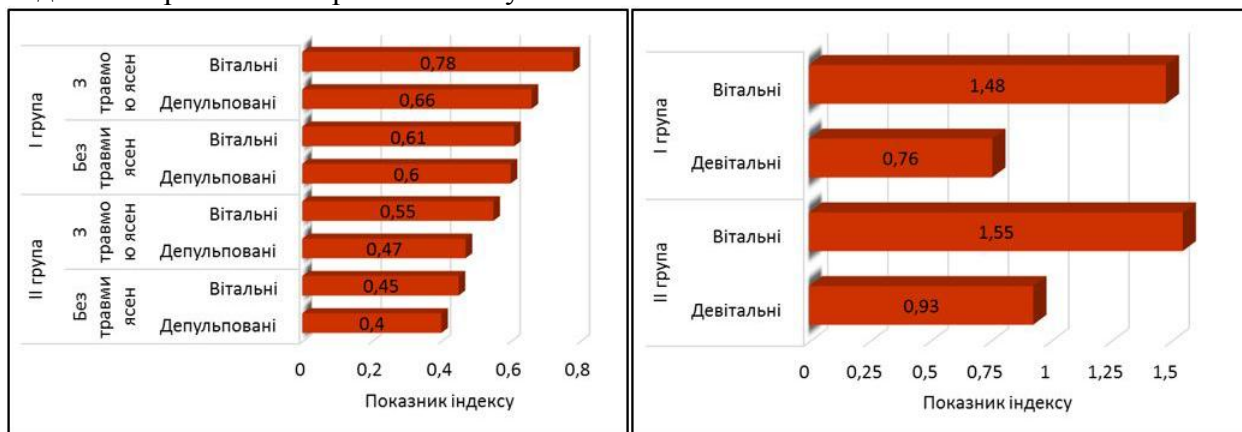 І група
З
травмо
ю ясен
Вітальні
0,78
Депульповані
0,66
Без
травми
ясен
Вітальні
0,61
Депульповані
0,6
ІІ група
З
травмо
ю ясен
Вітальні
0,55
Депульповані
0,47
Без
травми
ясен
Вітальні
0,45
Депульповані
0,4
0 0,2 0,4 0,6 0,8
Показник індексу
І група
Вітальні
1,48
Девітальні
0,76
ІІ група
Вітальні
1,55
Девітальні
0,93
0 0,25 0,5 0,75 1 1,25 1,5
Показник індексу